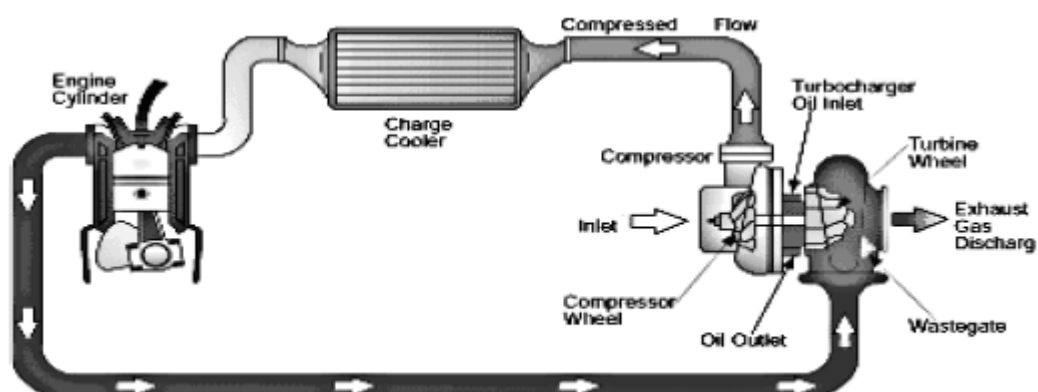 Compressed Flow
Engine
Cylinder
Charge
Cooler
Turbocharger
Oil Inlet
Compressor
Turbine
Wheel
Inlet
Exhaust
Gas
Discharg
Compressor
Wheel
Oil Outlet
Wastegate